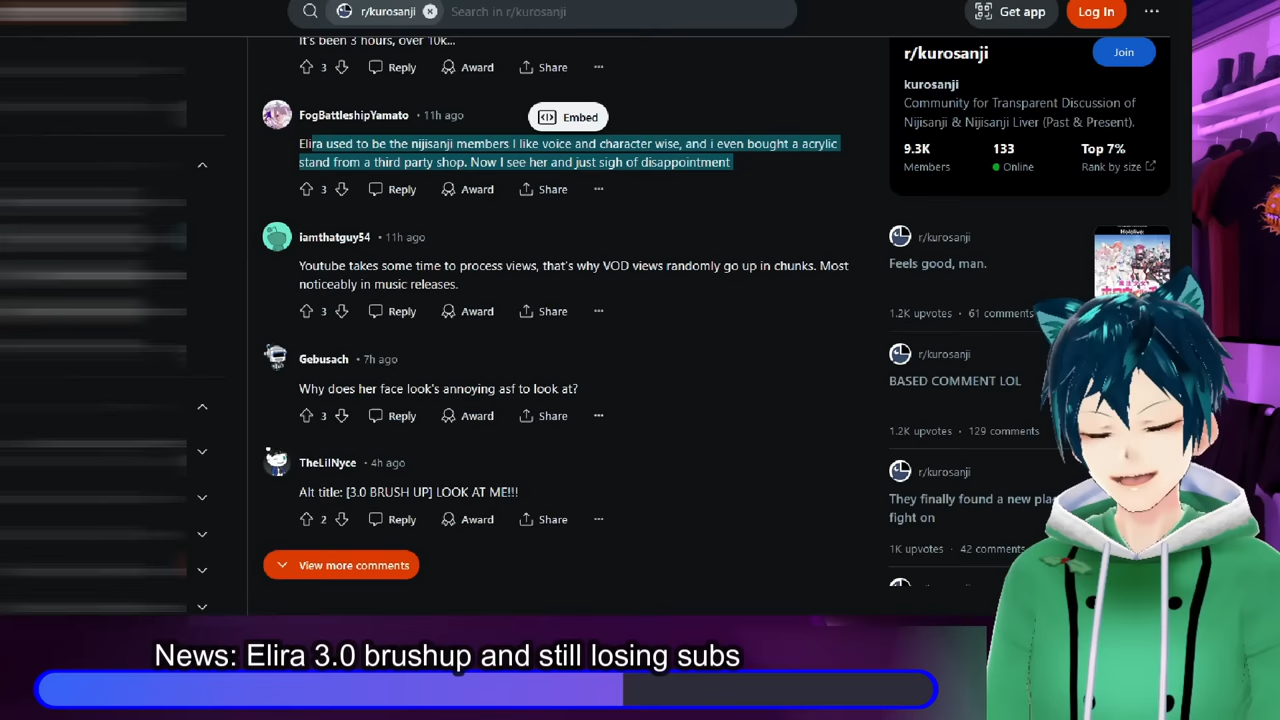 r/kurosanji
Search in r/kurosanji
Get app
Log In
It's been 3 hours, over 10k...
3 Reply Award Share
FogBattleshipYamato • 11h ago
Embed
Elira used to be the nijisanji members I like voice and character wise, and i even bought a acrylic
stand from a third party shop. Now I see her and just sigh of disappointment
3 Reply Award Share
iamthatguy54 • 11h ago
Youtube takes some time to process views, that's why VOD views randomly go up in chunks. Most
noticeably in music releases.
3 Reply Award Share
Gebusach • 7h ago
Why does her face look's annoying asf to look at?
3 Reply Award Share
TheLilNyce • 4h ago
Alt title: [3.0 BRUSH UP] LOOK AT ME!!!
2 Reply Award Share
View more comments
r/kurosanji
Join
kurosanji
Community for Transparent Discussion of
Nijisanji & Nijisanji Liver (Past & Present).
9.3K 133 Top 7%
Members Online Rank by size
r/kurosanji
Feels good, man.
1.2K upvotes • 61 comments
r/kurosanji
BASED COMMENT LOL
1.2K upvotes • 129 comments
r/kurosanji
They finally found a new
fight on
1K upvotes • 42 comments
News: Elira 3.0 brushup and still losing subs